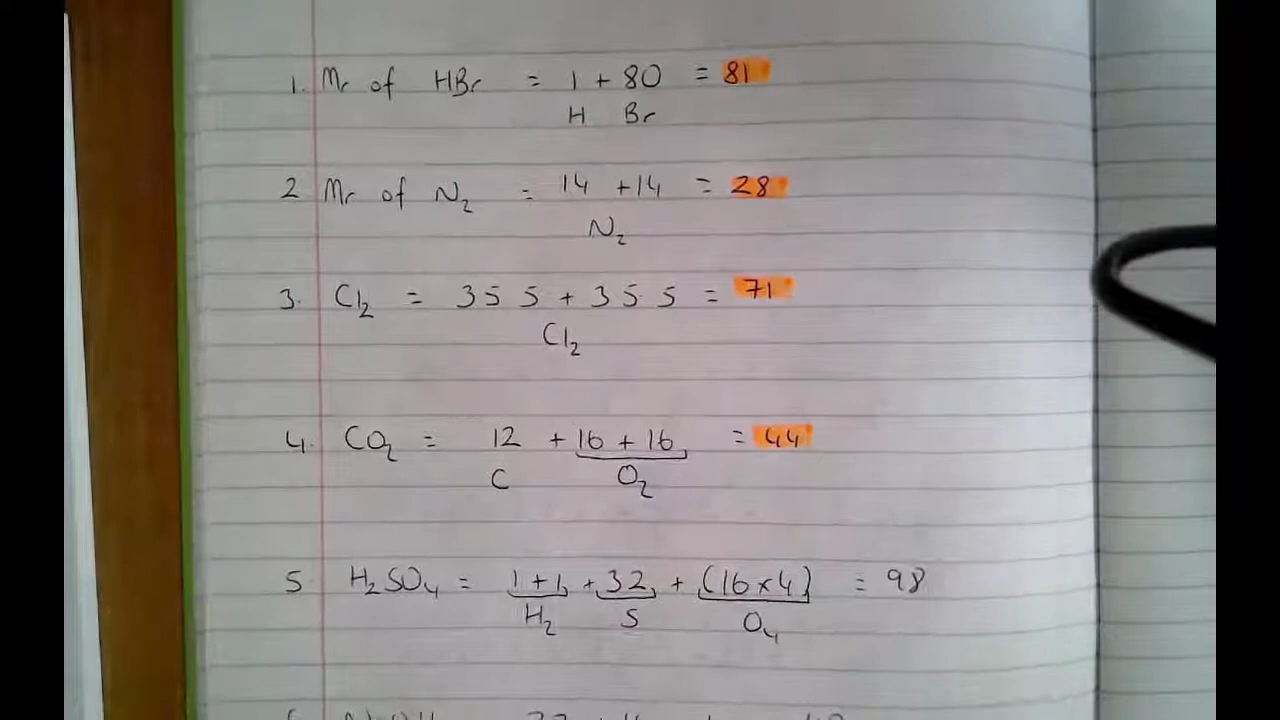 1. Mr of HBr = 1 + 80 = 81
H Br
2 Mr of N₂ = 14 + 14 = 28
N₂
3. Cl₂ = 35 5 + 35 5 = 71
Cl₂
4. CO₂ = 12 + 16 + 16 = 44
C O₂
5 H₂SO₄ = 1 + 1 + 32 + (16 x 4) = 98
H₂ S O₄